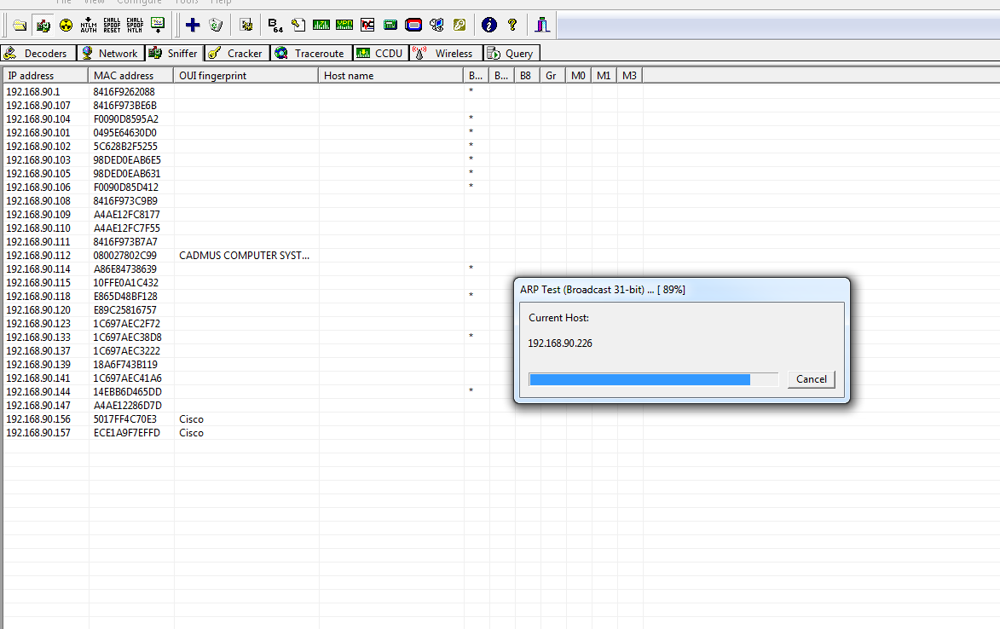 File View Configure Tools Help
NTLM AUTH CHALL SPOOF RESET CHALL SPOOF NTLM B64 VPN
Decoders Network Sniffer Cracker Traceroute CCDU Wireless Query
IP address MAC address OUI fingerprint Host name B... B... B8 Gr M0 M1 M3
192.168.90.1 8416F9262088 *
192.168.90.107 8416F973BE6B
192.168.90.104 F0090D8595A2 *
192.168.90.101 0495E64630D0 *
192.168.90.102 5C628B2F5255 *
192.168.90.103 98DED0EAB6E5 *
192.168.90.105 98DED0EAB631 *
192.168.90.106 F0090D85D412 *
192.168.90.108 8416F973C9B9
192.168.90.109 A4AE12FC8177
192.168.90.110 A4AE12FC7F55
192.168.90.111 8416F973B7A7
192.168.90.112 080027802C99 CADMUS COMPUTER SYST...
192.168.90.114 A86E84738639 *
192.168.90.115 10FFE0A1C432
192.168.90.118 E865D48BF128 *
192.168.90.120 E89C25816757
192.168.90.123 1C697AEC2F72
192.168.90.133 1C697AEC38D8 *
192.168.90.137 1C697AEC3222
192.168.90.139 18A6F743B119
192.168.90.141 1C697AEC41A6
192.168.90.144 14EBB6D465DD *
192.168.90.147 A4AE12286D7D
192.168.90.156 5017FF4C70E3 Cisco
192.168.90.157 ECE1A9F7EFFD Cisco
ARP Test (Broadcast 31-bit) ... [ 89%]
Current Host:
192.168.90.226
Cancel